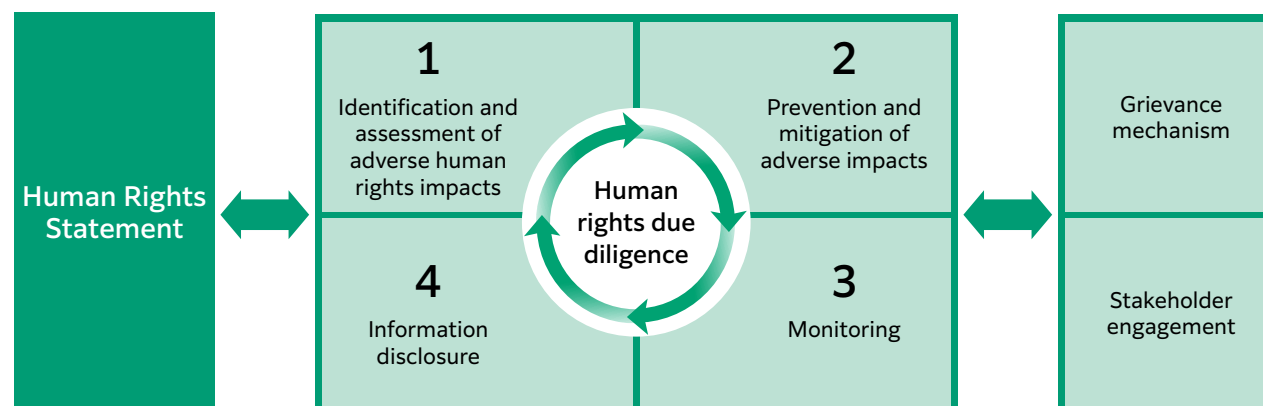 Human Rights
Statement
1
Identification and
assessment of
adverse human
rights impacts
2
Prevention and
mitigation of
adverse impacts
Human
rights due
diligence
4
Information
disclosure
3
Monitoring
Grievance
mechanism
Stakeholder
engagement